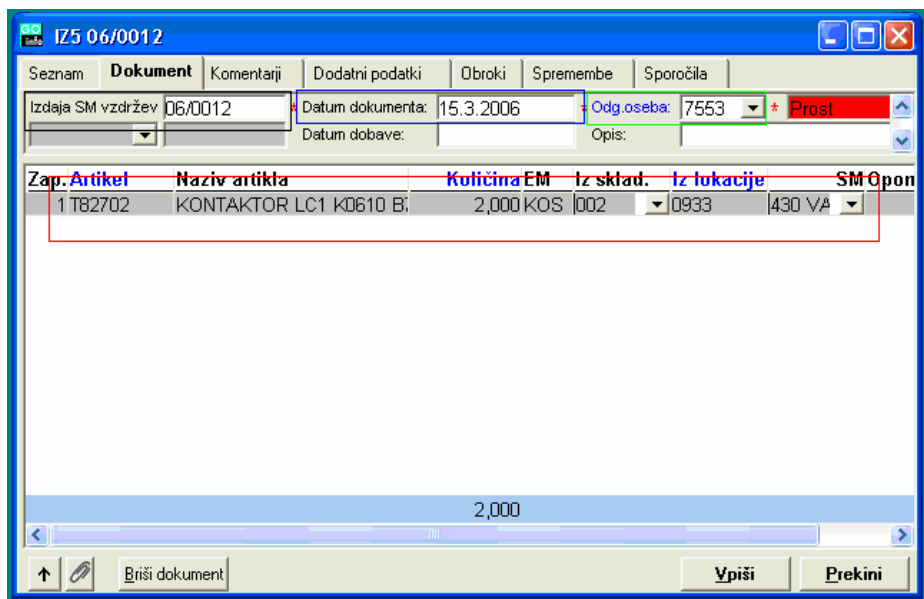 GO
info
IZ5 06/0012
Seznam Dokument Komentarji Dodatni podatki Obroki Spremembe Sporočila
Izdaja SM vzdržev 06/0012 * Datum dokumenta: 15.3.2006 * Odg.oseba: 7553 * Prost
Datum dobave: Opis:
Zap. Artikel Naziv artikla Količina EM Iz sklad. Iz lokacije SM Opon
1 T82702 KONTAKTOR LC1 K0610 B7 2,000 KOS 002 0933 430 VA
2,000
Briši dokument Vpiši Prekini